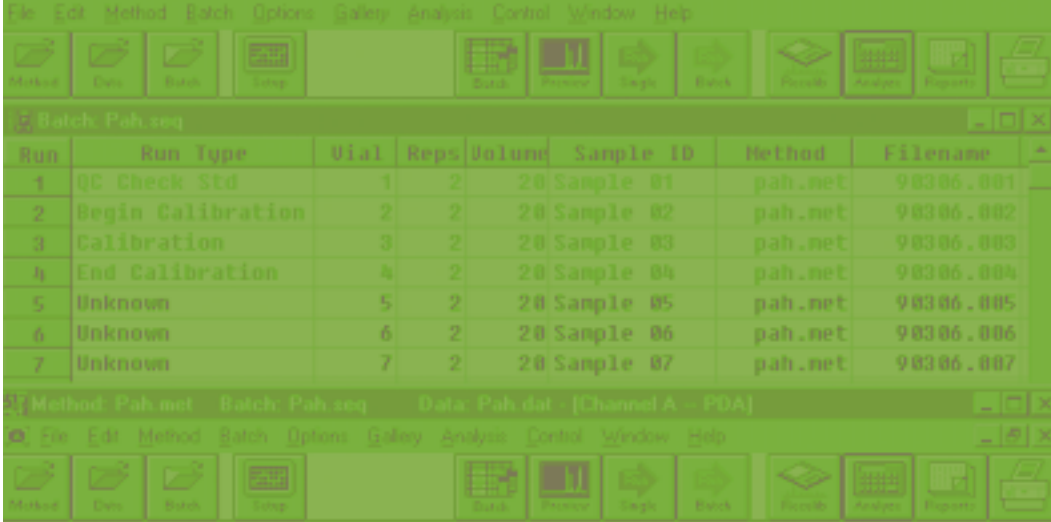 File Edit Method Batch Options Gallery Analysis Control Window Help
Method Data Batch Setup Batch Preview Single Batch Recalib Analyze Reports
Batch: Pah.seq
Run Run Type Vial Reps Volume Sample ID Method Filename
1 QC Check Std 1 2 20 Sample 01 pah.met 90306.001
2 Begin Calibration 2 2 20 Sample 02 pah.met 90306.002
3 Calibration 3 2 20 Sample 03 pah.met 90306.003
4 End Calibration 4 2 20 Sample 04 pah.met 90306.004
5 Unknown 5 2 20 Sample 05 pah.met 90306.005
6 Unknown 6 2 20 Sample 06 pah.met 90306.006
7 Unknown 7 2 20 Sample 07 pah.met 90306.007
Method: Pah.met Batch: Pah.seq Data: Pah.dat - [Channel A -- PDA]
File Edit Method Batch Options Gallery Analysis Control Window Help
Method Data Batch Setup Batch Preview Single Batch Recalib Analyze Reports